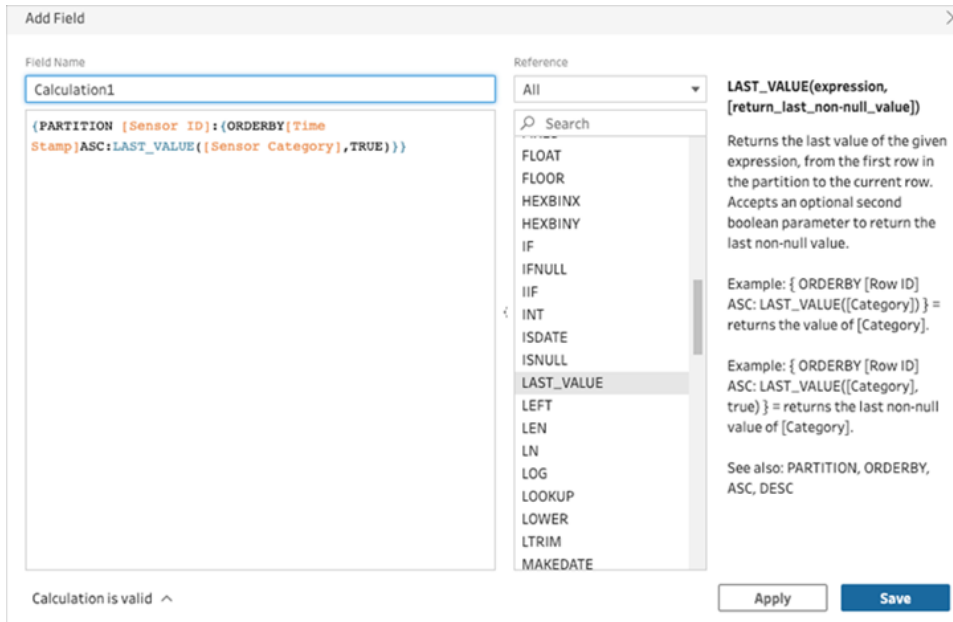 Add Field
Field Name
Calculation1
{PARTITION [Sensor ID]:{ORDERBY[Time
Stamp]ASC:LAST_VALUE([Sensor Category],TRUE)}}
Reference
All
Search
FLOAT
FLOOR
HEXBINX
HEXBINY
IF
IFNULL
IIF
INT
ISDATE
ISNULL
LAST_VALUE
LEFT
LEN
LN
LOG
LOOKUP
LOWER
LTRIM
MAKEDATE
LAST_VALUE(expression,
[return_last_non-null_value])
Returns the last value of the given
expression, from the first row in
the partition to the current row.
Accepts an optional second
boolean parameter to return the
last non-null value.
Example: { ORDERBY [Row ID]
ASC: LAST_VALUE([Category]) } =
returns the value of [Category].
Example: { ORDERBY [Row ID]
ASC: LAST_VALUE([Category],
true) } = returns the last non-null
value of [Category].
See also: PARTITION, ORDERBY,
ASC, DESC
Calculation is valid
Apply
Save